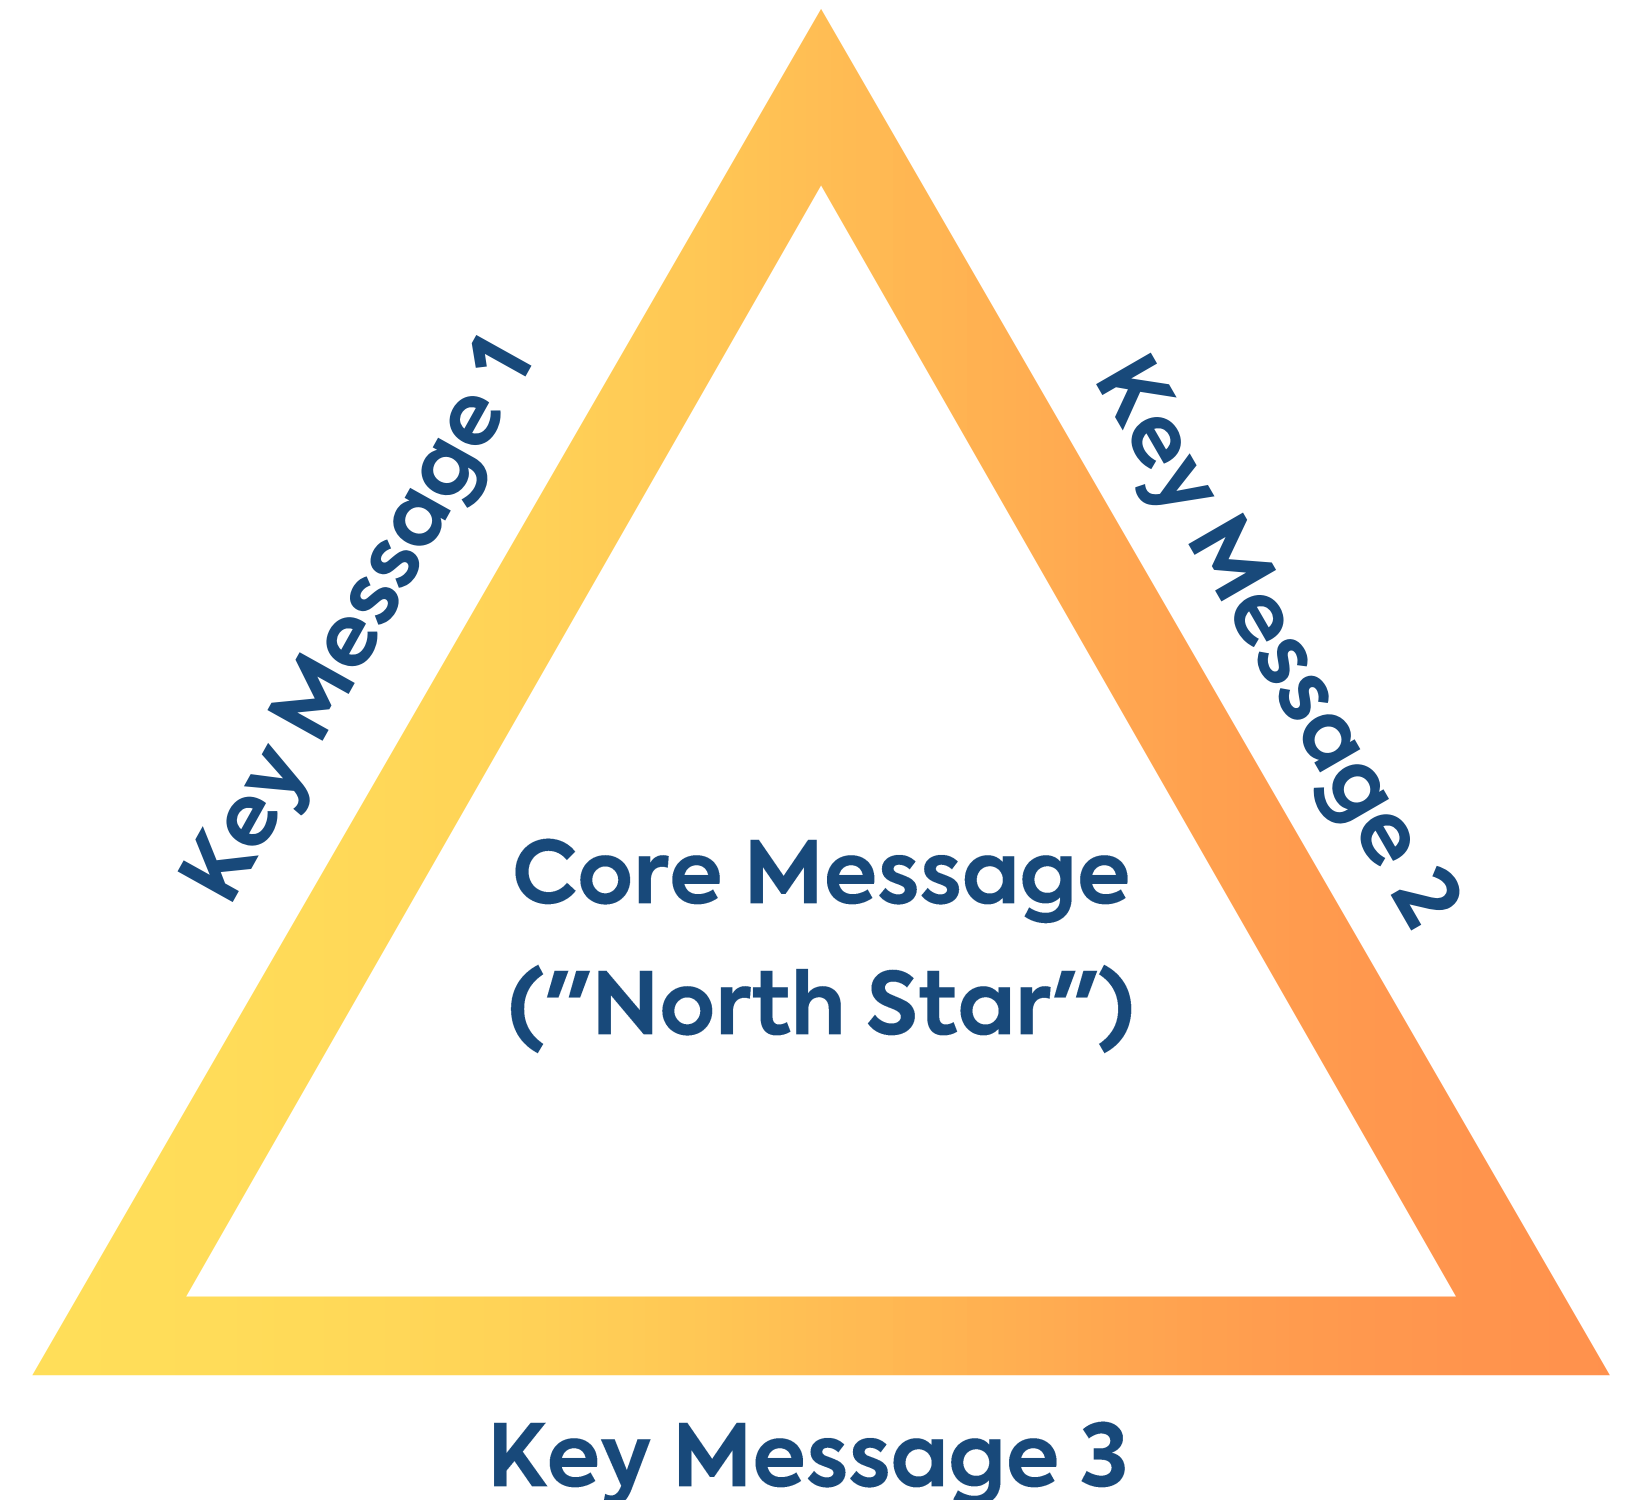 Key Message 1
Key Message 2
Core Message
("North Star")
Key Message 3